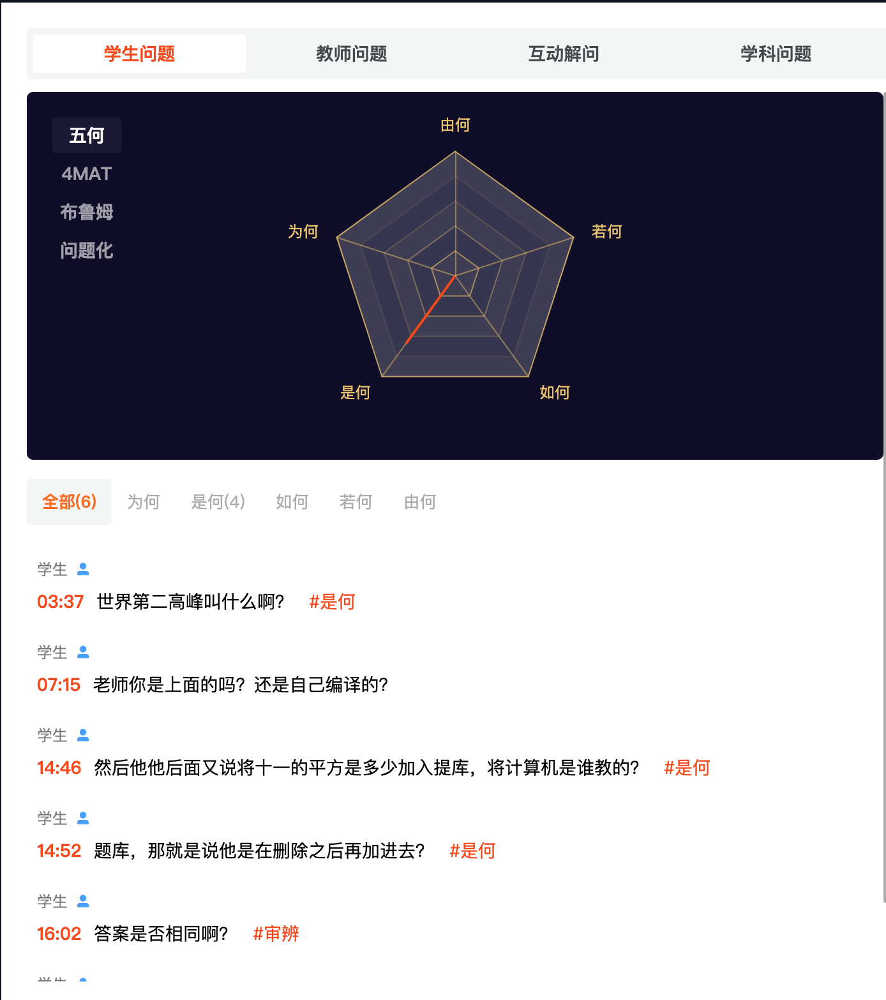 学生问题 教师问题 互动解问 学科问题
五何
4MAT
布鲁姆
问题化
由何
为何
若何
是何
如何
全部(6) 为何 是何(4) 如何 若何 由何
学生
03:37 世界第二高峰叫什么啊? #是何
学生
07:15 老师你是上面的吗? 还是自己编译的?
学生
14:46 然后他他后面又说将十一的平方是多少加入提库，将计算机是谁教的? #是何
学生
14:52 题库，那就是说他是在删除之后再加进去? #是何
学生
16:02 答案是否相同啊? #审辨
学生